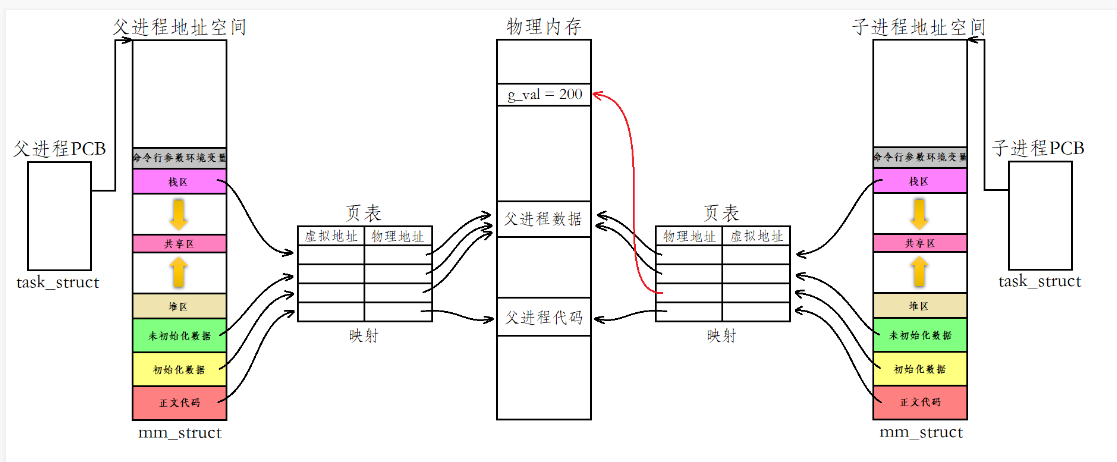 父进程地址空间
物理内存
子进程地址空间
g_val = 200
父进程PCB
task_struct
命令行参数环境变量
栈区
共享区
堆区
未初始化数据
初始化数据
正文代码
mm_struct
页表
虚拟地址 物理地址
映射
父进程数据
父进程代码
页表
物理地址 虚拟地址
映射
命令行参数环境变量
栈区
共享区
堆区
未初始化数据
初始化数据
正文代码
mm_struct
子进程PCB
task_struct